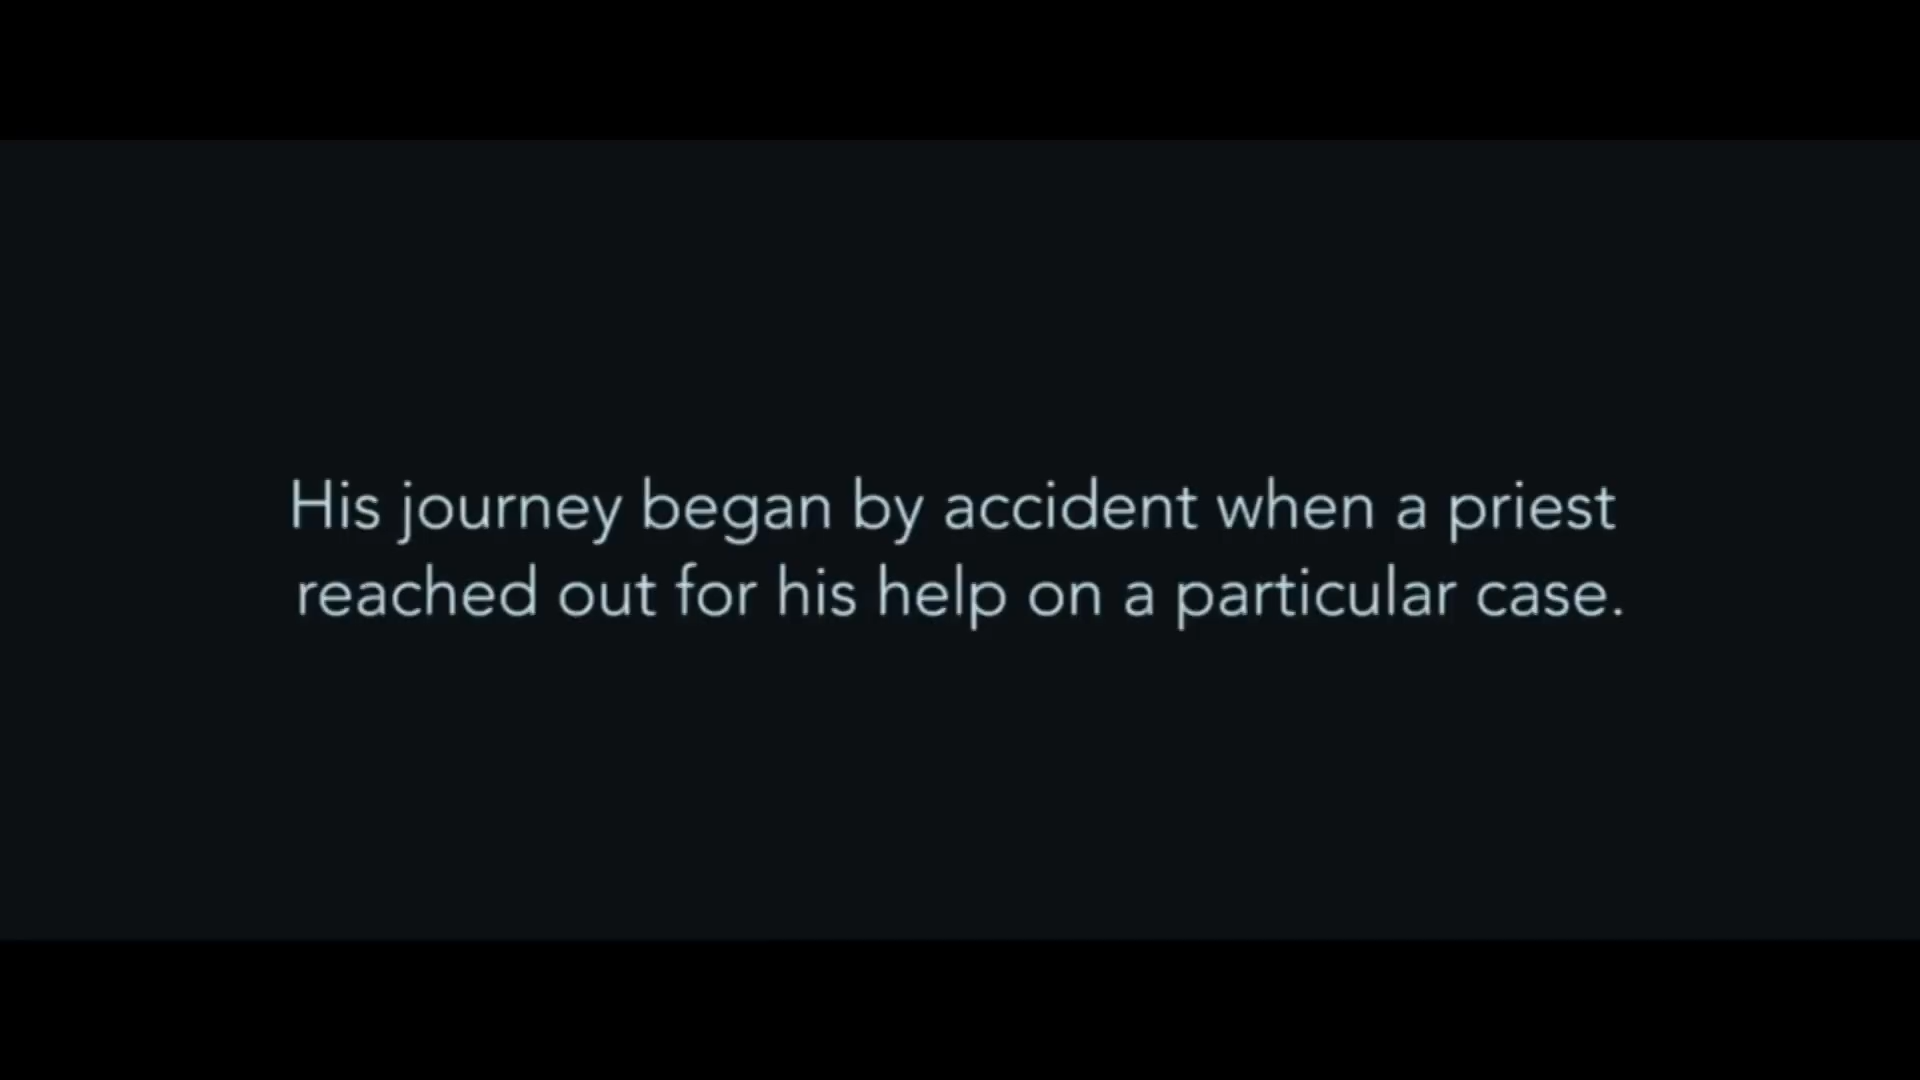 His journey began by accident when a priest
reached out for his help on a particular case.